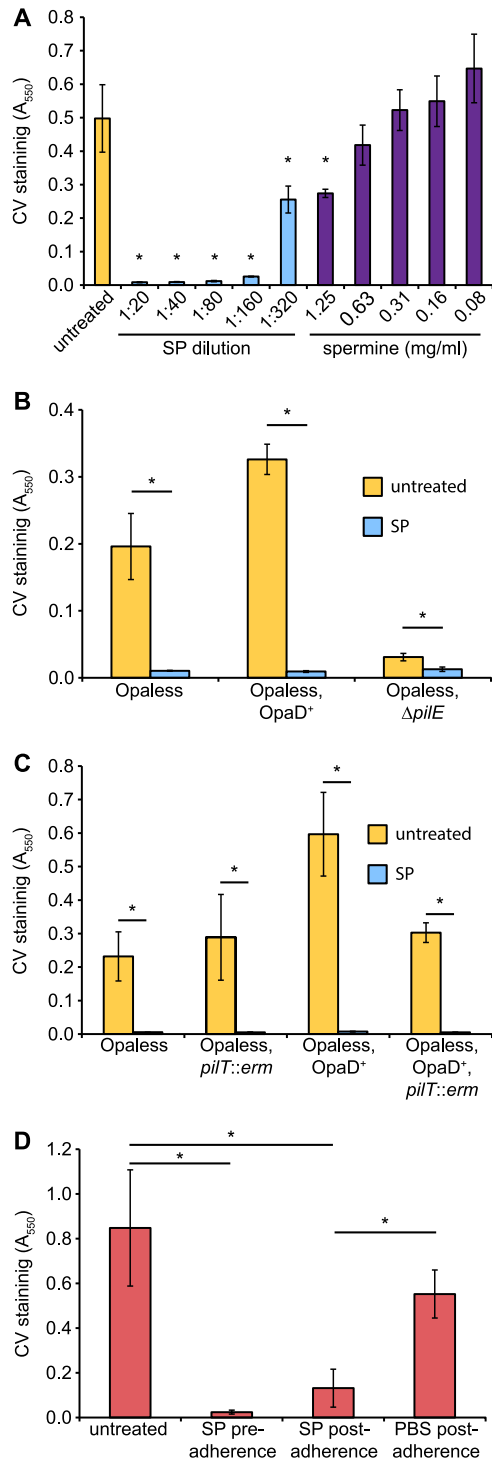 A
CV staininig (A550)
0.8
0.7
0.6
0.5
0.4
0.3
0.2
0.1
0.0
* * * * * *
untreated 1:20 1:40 1:80 1:160 1:320 1.25 0.63 0.31 0.16 0.08
SP dilution spermine (mg/ml)
B
CV staininig (A550)
0.4
0.3
0.2
0.1
0.0
* * *
untreated
SP
Opaless Opaless, Opaless,
OpaD+ ΔpilE
C
CV staininig (A550)
0.8
0.7
0.6
0.5
0.4
0.3
0.2
0.1
0.0
* * * *
untreated
SP
Opaless Opaless, Opaless, Opaless,
pilT::erm OpaD+ OpaD+,
pilT::erm
D
CV staininig (A550)
1.2
1.0
0.8
0.6
0.4
0.2
0.0
* * *
untreated SP pre- SP post- PBS post-
adherence adherence adherence